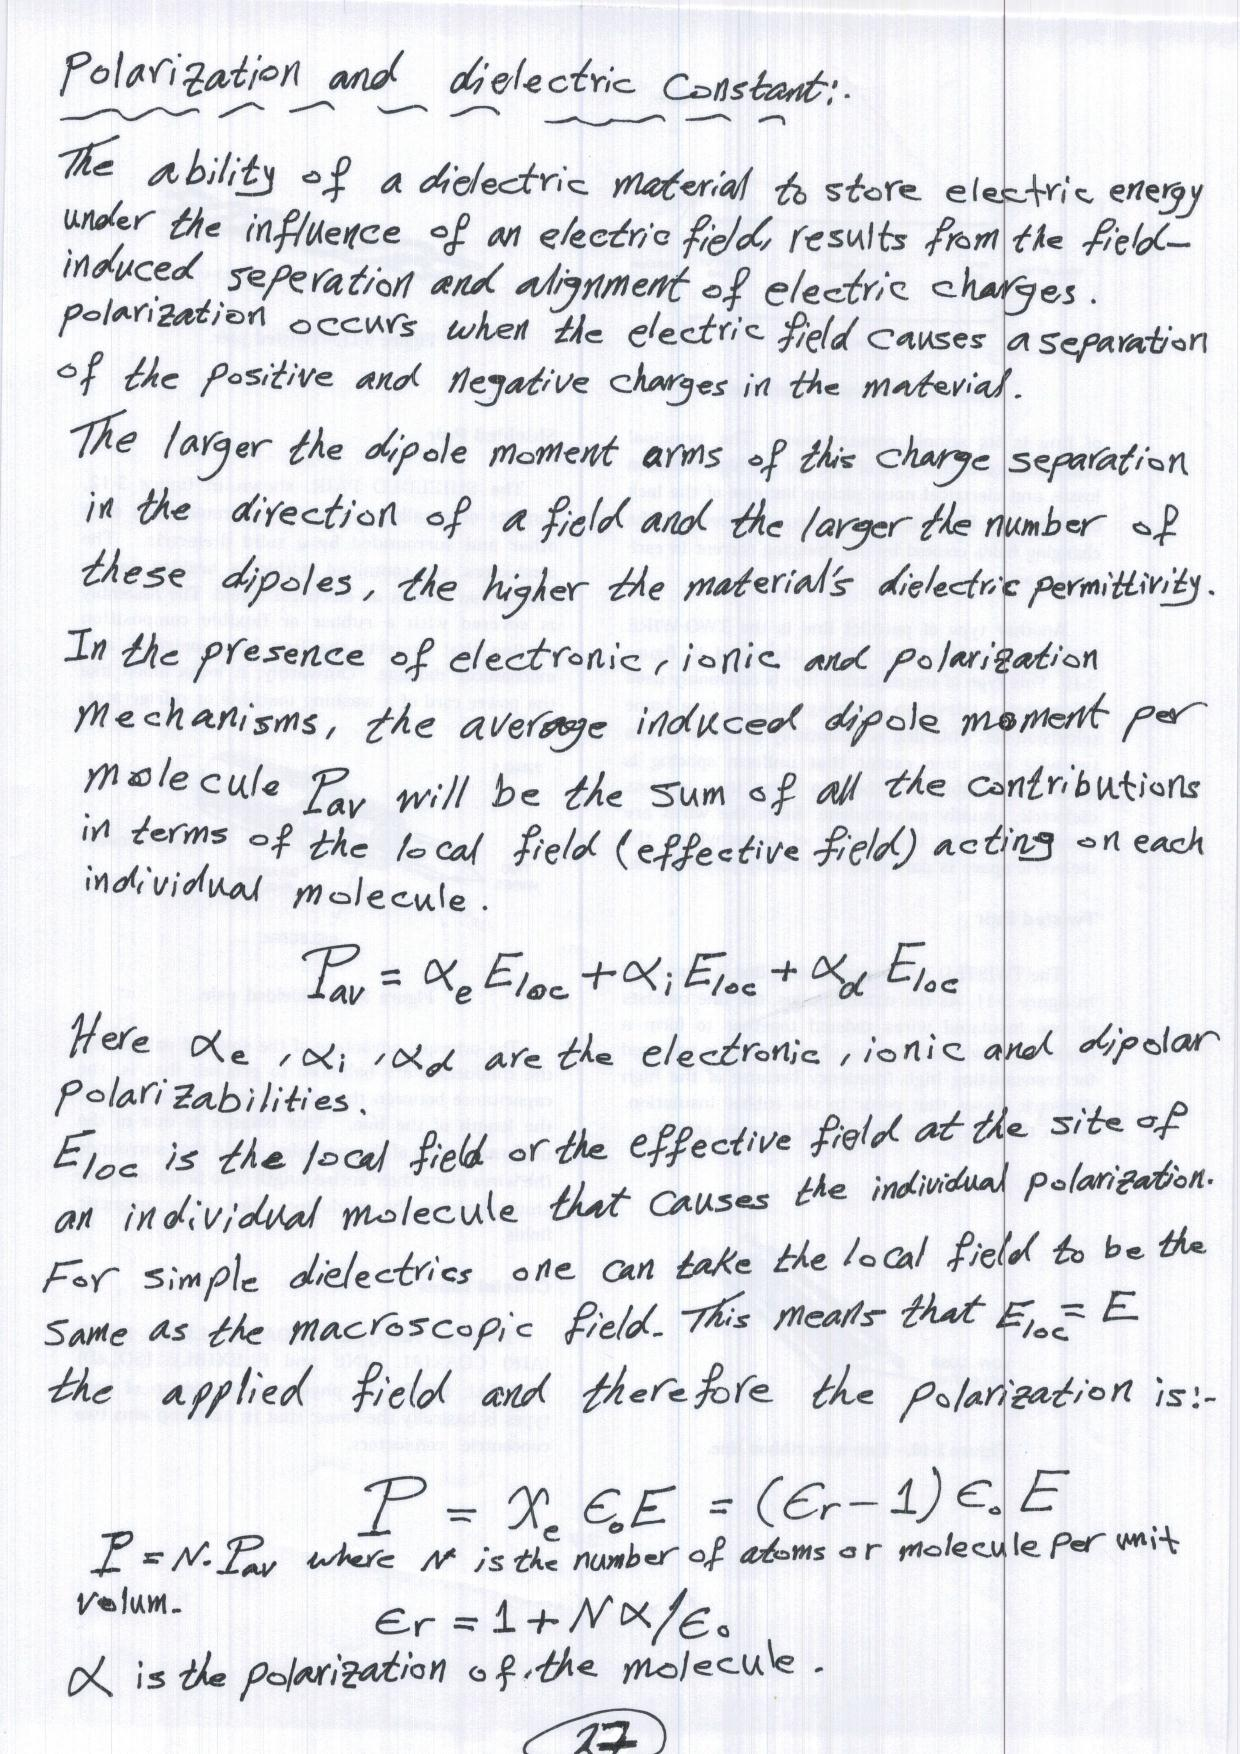 Polarization and dielectric Constant:.
The ability of a dielectric material to store electric energy
under the influence of an electric field, results from the field-
induced seperation and alignment of electric charges.
polarization occurs when the electric field causes a separation
of the positive and negative charges in the material.
The larger the dipole moment arms of this charge separation
in the direction of a field and the larger the number of
these dipoles, the higher the material's dielectric permittivity.
In the presence of electronic, ionic and polarization
mechanisms, the average induced dipole moment per
molecule Pav will be the sum of all the contributions
in terms of the local field (effective field) acting on each
individual molecule.
Pav = αe Eloc + αi Eloc + αd Eloc
Here αe, αi, αd are the electronic, ionic and dipolar
polarizabilities.
Eloc is the local field or the effective field at the site of
an individual molecule that causes the individual polarization.
For simple dielectrics one can take the local field to be the
same as the macroscopic field. This means that Eloc = E
the applied field and therefore the polarization is:-
P = χe ϵ₀E = (ϵr-1) ϵ₀ E
P = N. Pav where N is the number of atoms or molecule per unit
volum.
ϵr = 1 + Nα/ϵ₀
α is the polarization of the molecule.
27